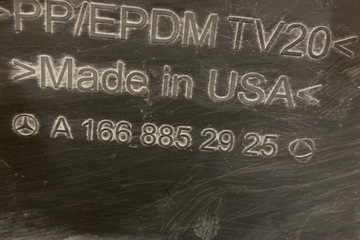 >PP/EPDM TV20<
>Made in USA<
A 166 885 29 25